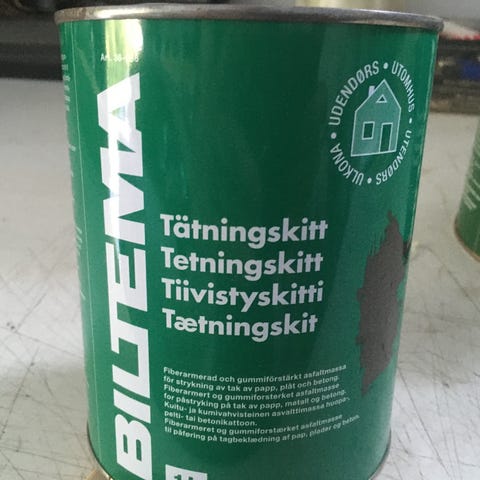 BILTEMA
UDENDØRS • UTOMHUS • UTENDØRS • ULKONA •
Tätningskitt
Tetningskitt
Tiivistyskitti
Tætningskit
Fiberarmerad och gummiförstärkt asfaltmassa
för strykning av tak av papp, plåt och betong.
Fiberarmert og gummiforsterket asfaltmasse
for påstryking på tak av papp, metall og betong.
Kuitu- ja kumivahvisteinen asvalttimassa huopa-,
pelti- tai betonikattoon.
Fiberarmeret og gummiforstærket asfaltmasse
til påføring på tagbeklædning af pap, plader og beton.